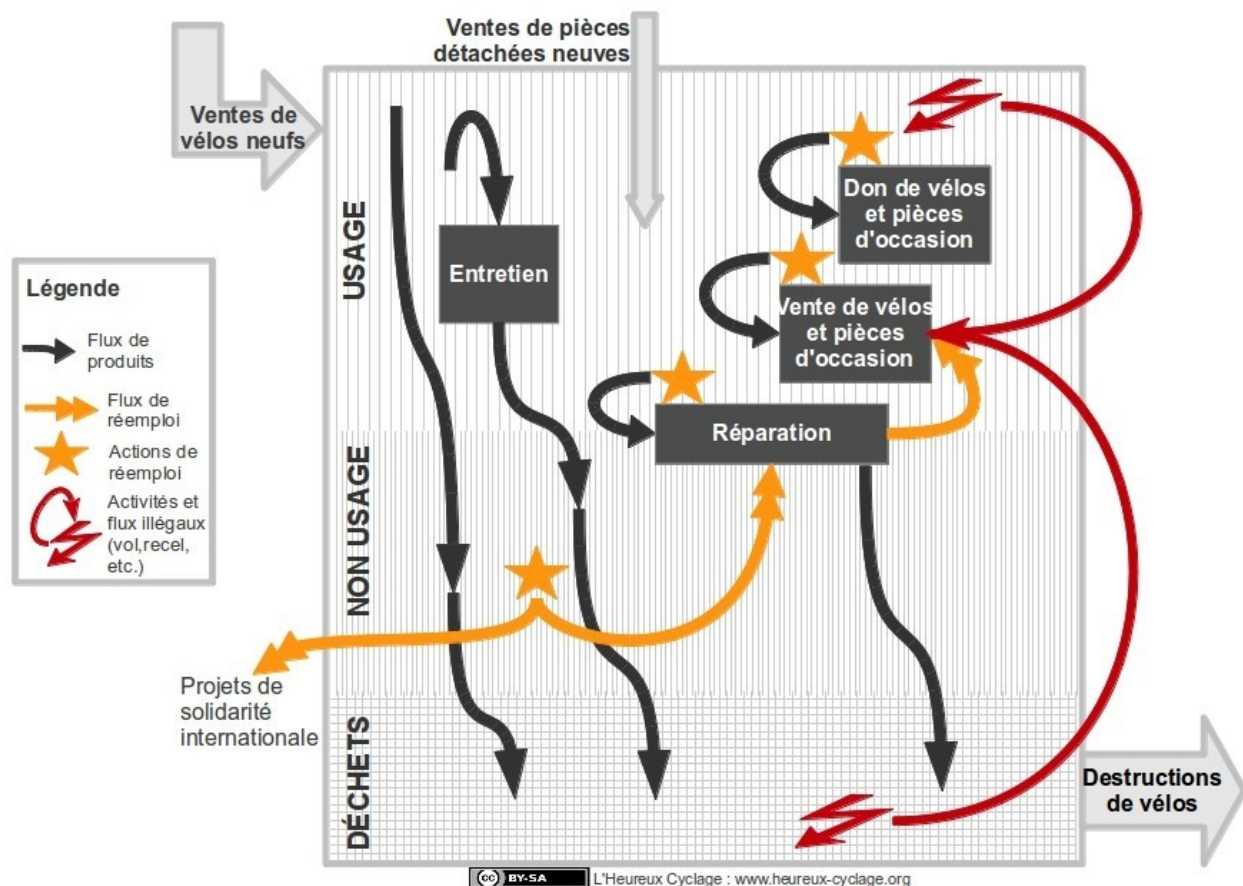 Ventes de pièces
détachées neuves
Ventes de
vélos neufs
USAGE
Don de vélos
et pièces
d'occasion
Entretien
Vente de vélos
et pièces
d'occasion
Réparation
Légende
Flux de
produits
Flux de
réemploi
Actions de
réemploi
Activités et
flux illégaux
(vol,recel,
etc.)
NON USAGE
Projets de
solidarité
internationale
DÉCHETS
Destructions
de vélos
cc BY-SA L'Heureux Cyclage : www.heureux-cyclage.org